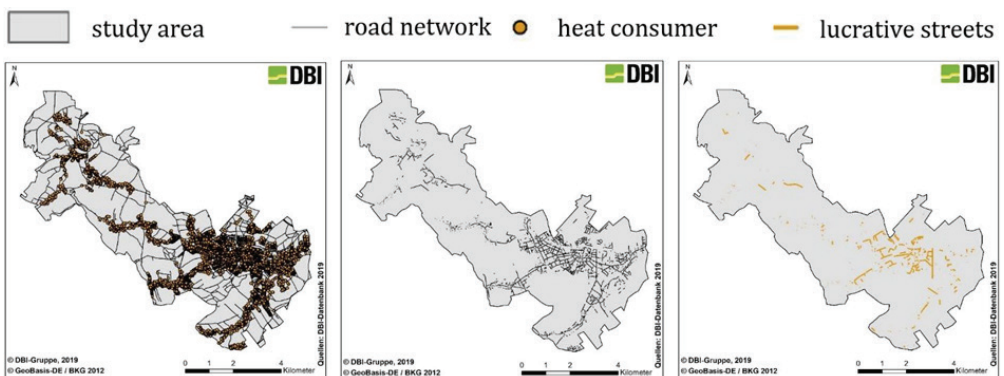 study area road network heat consumer lucrative streets
N
DBI
© DBI-Gruppe, 2019
© GeoBasis-DE / BKG 2012
0 1 2 4
Kilometer
Quellen: DBI-Datenbank 2019
N
DBI
© DBI-Gruppe, 2019
© GeoBasis-DE / BKG 2012
0 1 2 4
Kilometer
Quellen: DBI-Datenbank 2019
N
DBI
© DBI-Gruppe, 2019
© GeoBasis-DE / BKG 2012
0 1 2 4
Kilometer
Quellen: DBI-Datenbank 2019